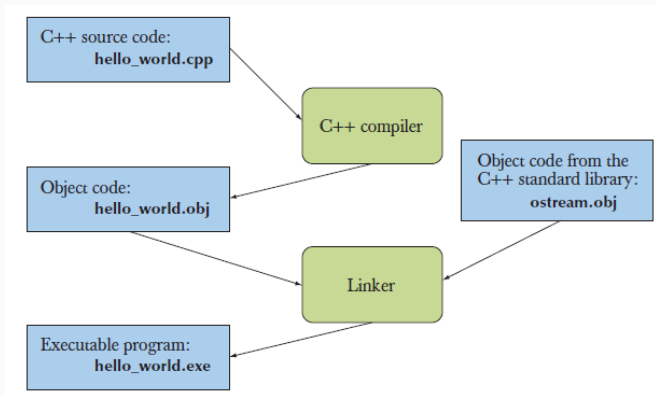 C++ source code:
hello_world.cpp
C++ compiler
Object code:
hello_world.obj
Object code from the
C++ standard library:
ostream.obj
Linker
Executable program:
hello_world.exe